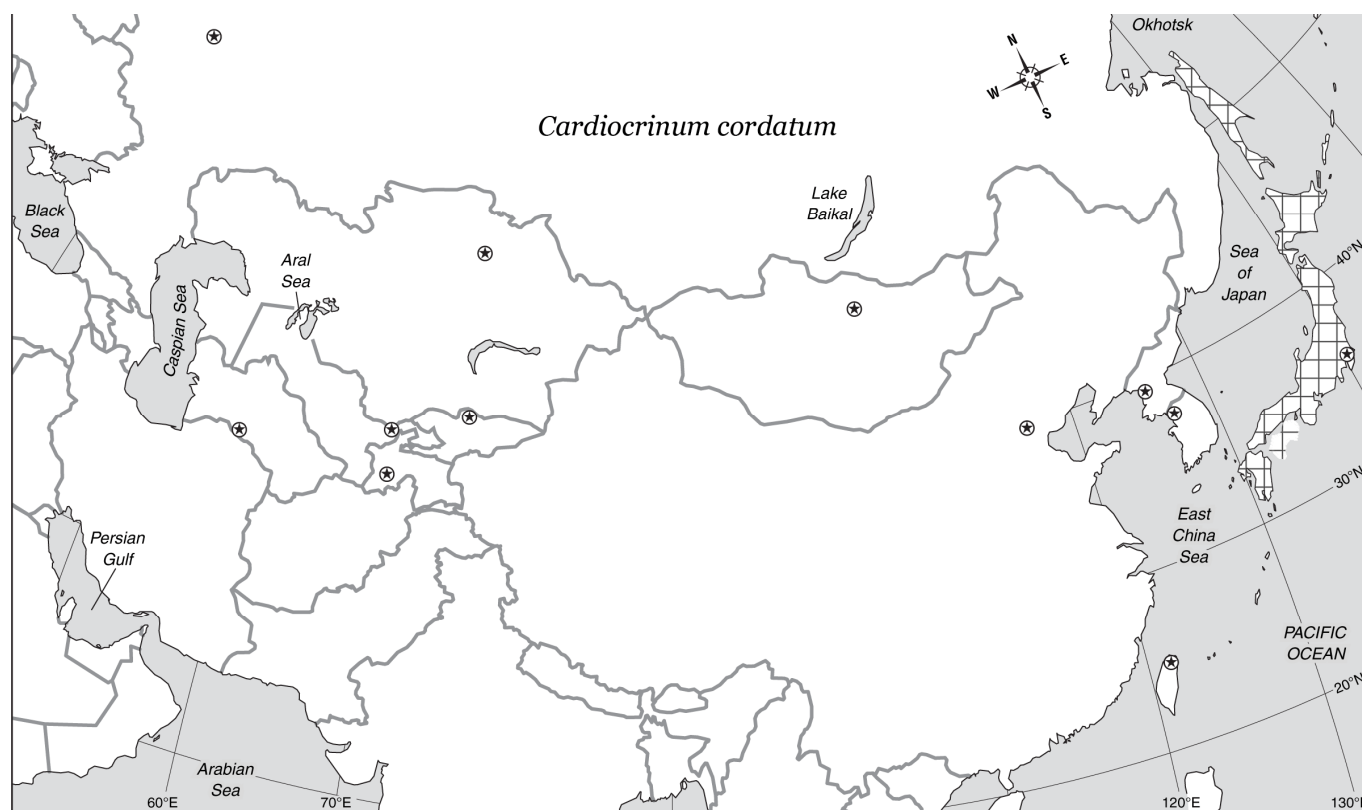 Okhotsk
N
E
W
S
Cardiocrinum cordatum
Lake
Baikal
Black
Sea
Aral
Sea
Caspian Sea
Sea
of
Japan
40°N
30°N
East
China
Sea
Persian
Gulf
PACIFIC
OCEAN
20°N
Arabian
Sea
60°E
70°E
120°E
130°E